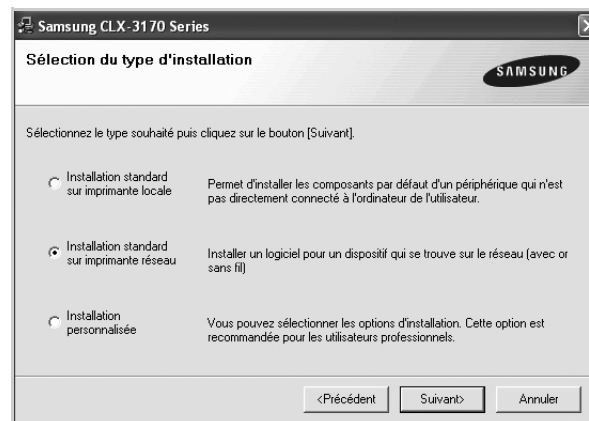 Samsung CLX-3170 Series
Sélection du type d'installation
SAMSUNG
Sélectionnez le type souhaité puis cliquez sur le bouton [Suivant].
Installation standard
sur imprimante locale
Permet d'installer les composants par défaut d'un périphérique qui n'est
pas directement connecté à l'ordinateur de l'utilisateur.
Installation standard
sur imprimante réseau
Installer un logiciel pour un dispositif qui se trouve sur le réseau (avec or
sans fil)
Installation
personnalisée
Vous pouvez sélectionner les options d'installation. Cette option est
recommandée pour les utilisateurs professionnels.
<Précédent
Suivant>
Annuler